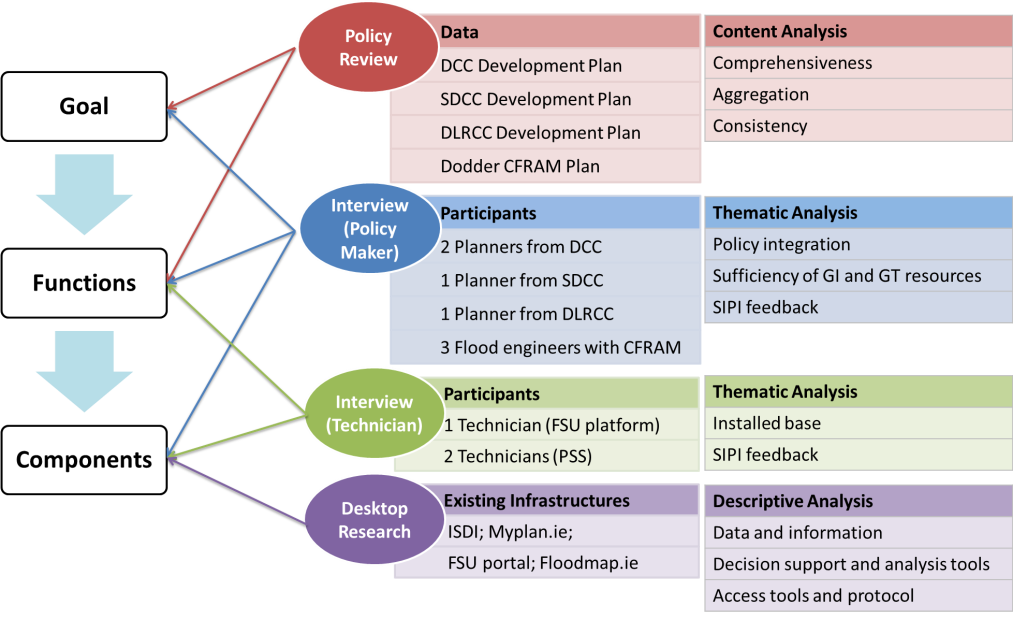 Goal
Functions
Components
Policy
Review
Data
DCC Development Plan
SDCC Development Plan
DLRCC Development Plan
Dodder CFRAM Plan
Content Analysis
Comprehensiveness
Aggregation
Consistency
Interview
(Policy
Maker)
Participants
2 Planners from DCC
1 Planner from SDCC
1 Planner from DLRCC
3 Flood engineers with CFRAM
Thematic Analysis
Policy integration
Sufficiency of GI and GT resources
SIPI feedback
Interview
(Technician)
Participants
1 Technician (FSU platform)
2 Technicians (PSS)
Thematic Analysis
Installed base
SIPI feedback
Desktop
Research
Existing Infrastructures
ISDI; Myplan.ie;
FSU portal; Floodmap.ie
Descriptive Analysis
Data and information
Decision support and analysis tools
Access tools and protocol